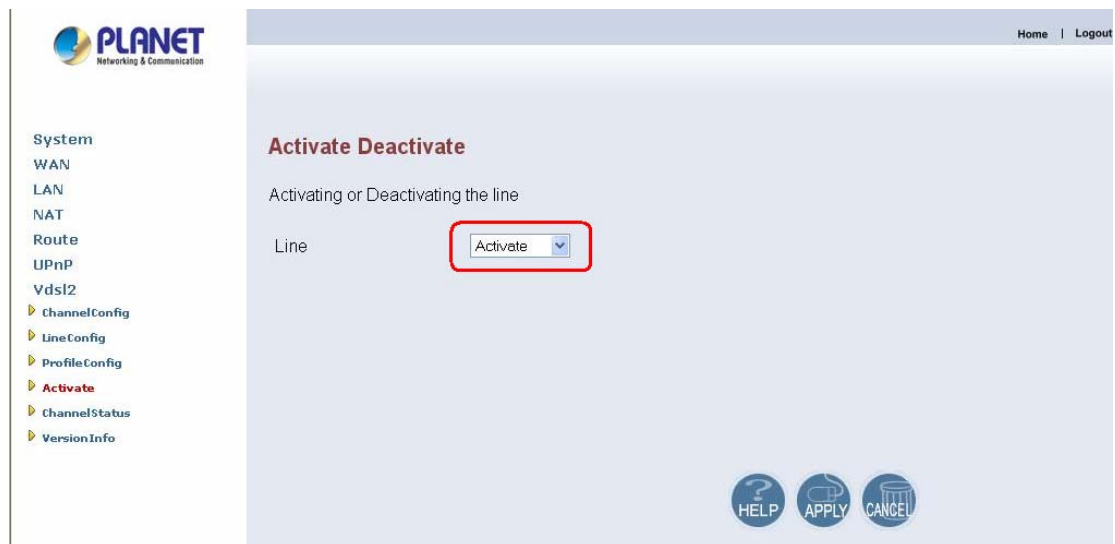 PLANET
Networking & Communication
Home | Logout
System
WAN
LAN
NAT
Route
UPnP
Vdsl2
ChannelConfig
LineConfig
ProfileConfig
Activate
ChannelStatus
VersionInfo
Activate Deactivate
Activating or Deactivating the line
Line Activate
HELP APPLY CANCEL